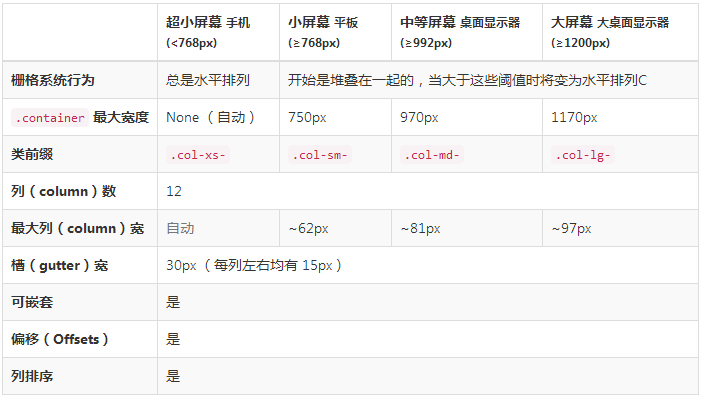 超小屏幕 手机 (<768px) 小屏幕 平板 (≥768px) 中等屏幕 桌面显示器 (≥992px) 大屏幕 大桌面显示器 (≥1200px)
栅格系统行为 总是水平排列 开始是堆叠在一起的，当大于这些阈值时将变为水平排列C
.container 最大宽度 None （自动） 750px 970px 1170px
类前缀 .col-xs- .col-sm- .col-md- .col-lg-
列（column）数 12
最大列（column）宽 自动 ~62px ~81px ~97px
槽（gutter）宽 30px （每列左右均有 15px）
可嵌套 是
偏移（Offsets） 是
列排序 是